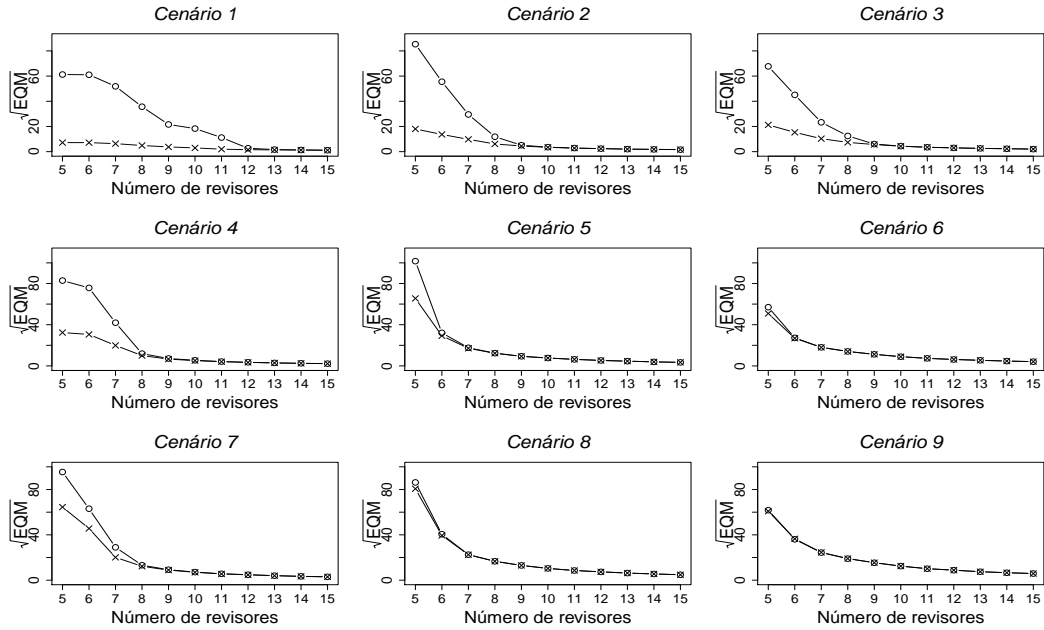 Cenário 1
√EQM
0 20 60
5 6 7 8 9 10 11 12 13 14 15
Número de revisores
Cenário 2
√EQM
0 20 60
5 6 7 8 9 10 11 12 13 14 15
Número de revisores
Cenário 3
√EQM
0 20 60
5 6 7 8 9 10 11 12 13 14 15
Número de revisores
Cenário 4
√EQM
0 40 80
5 6 7 8 9 10 11 12 13 14 15
Número de revisores
Cenário 5
√EQM
0 40 80
5 6 7 8 9 10 11 12 13 14 15
Número de revisores
Cenário 6
√EQM
0 40 80
5 6 7 8 9 10 11 12 13 14 15
Número de revisores
Cenário 7
√EQM
0 40 80
5 6 7 8 9 10 11 12 13 14 15
Número de revisores
Cenário 8
√EQM
0 40 80
5 6 7 8 9 10 11 12 13 14 15
Número de revisores
Cenário 9
√EQM
0 40 80
5 6 7 8 9 10 11 12 13 14 15
Número de revisores